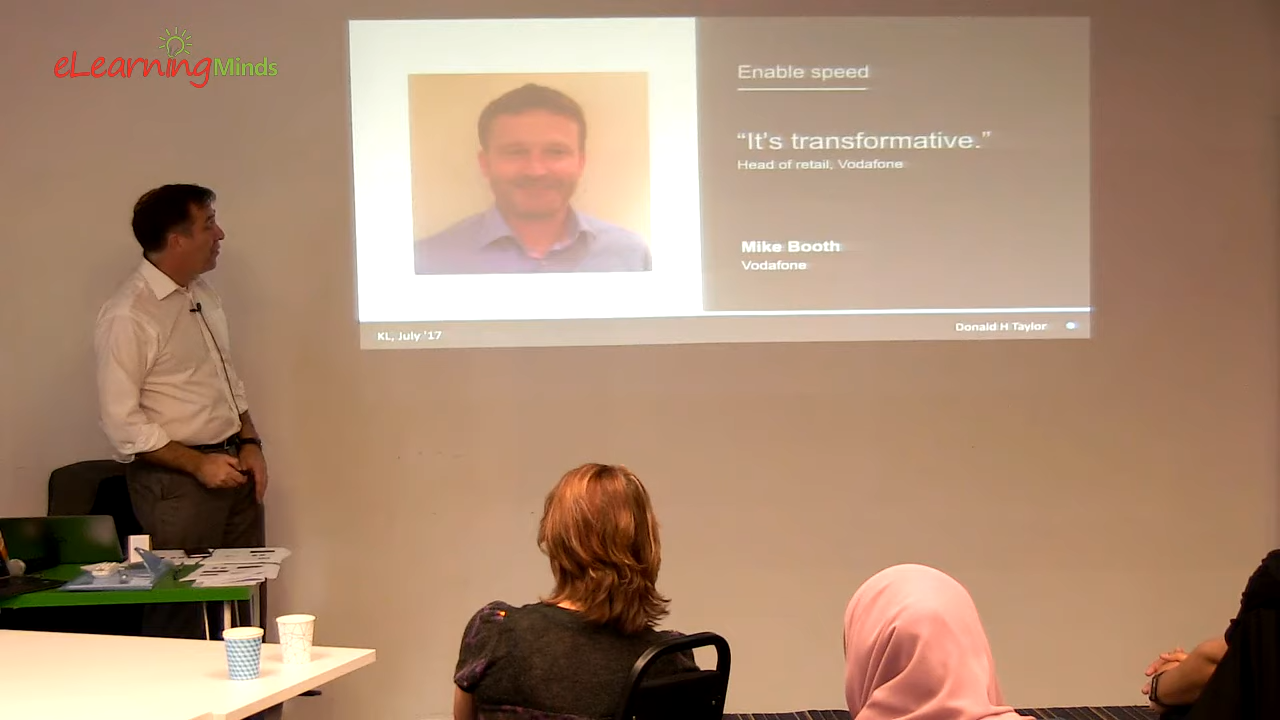 eLearningMinds
Enable speed
“It’s transformative.”
Head of retail, Vodafone
Mike Booth
Vodafone
KL, July '17
Donald H Taylor